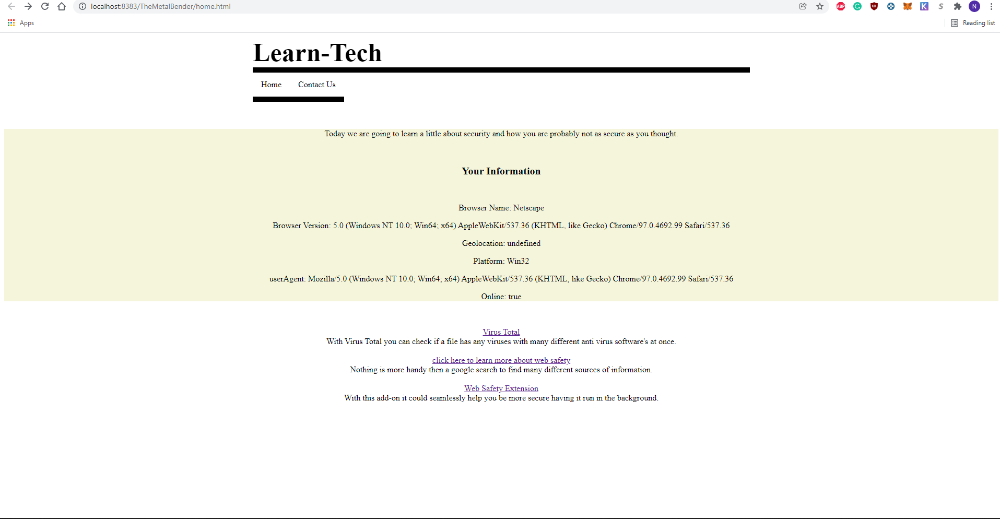 localhost:8383/TheMetalBender/home.html
ABP
G
UD
K
S
N
Apps
Reading list
Learn-Tech
Home Contact Us
Today we are going to learn a little about security and how you are probably not as secure as you thought.
Your Information
Browser Name: Netscape
Browser Version: 5.0 (Windows NT 10.0; Win64; x64) AppleWebKit/537.36 (KHTML, like Gecko) Chrome/97.0.4692.99 Safari/537.36
Geolocation: undefined
Platform: Win32
userAgent: Mozilla/5.0 (Windows NT 10.0; Win64; x64) AppleWebKit/537.36 (KHTML, like Gecko) Chrome/97.0.4692.99 Safari/537.36
Online: true
Virus Total
With Virus Total you can check if a file has any viruses with many different anti virus software's at once.
click here to learn more about web safety
Nothing is more handy then a google search to find many different sources of information.
Web Safety Extension
With this add-on it could seamlessly help you be more secure having it run in the background.